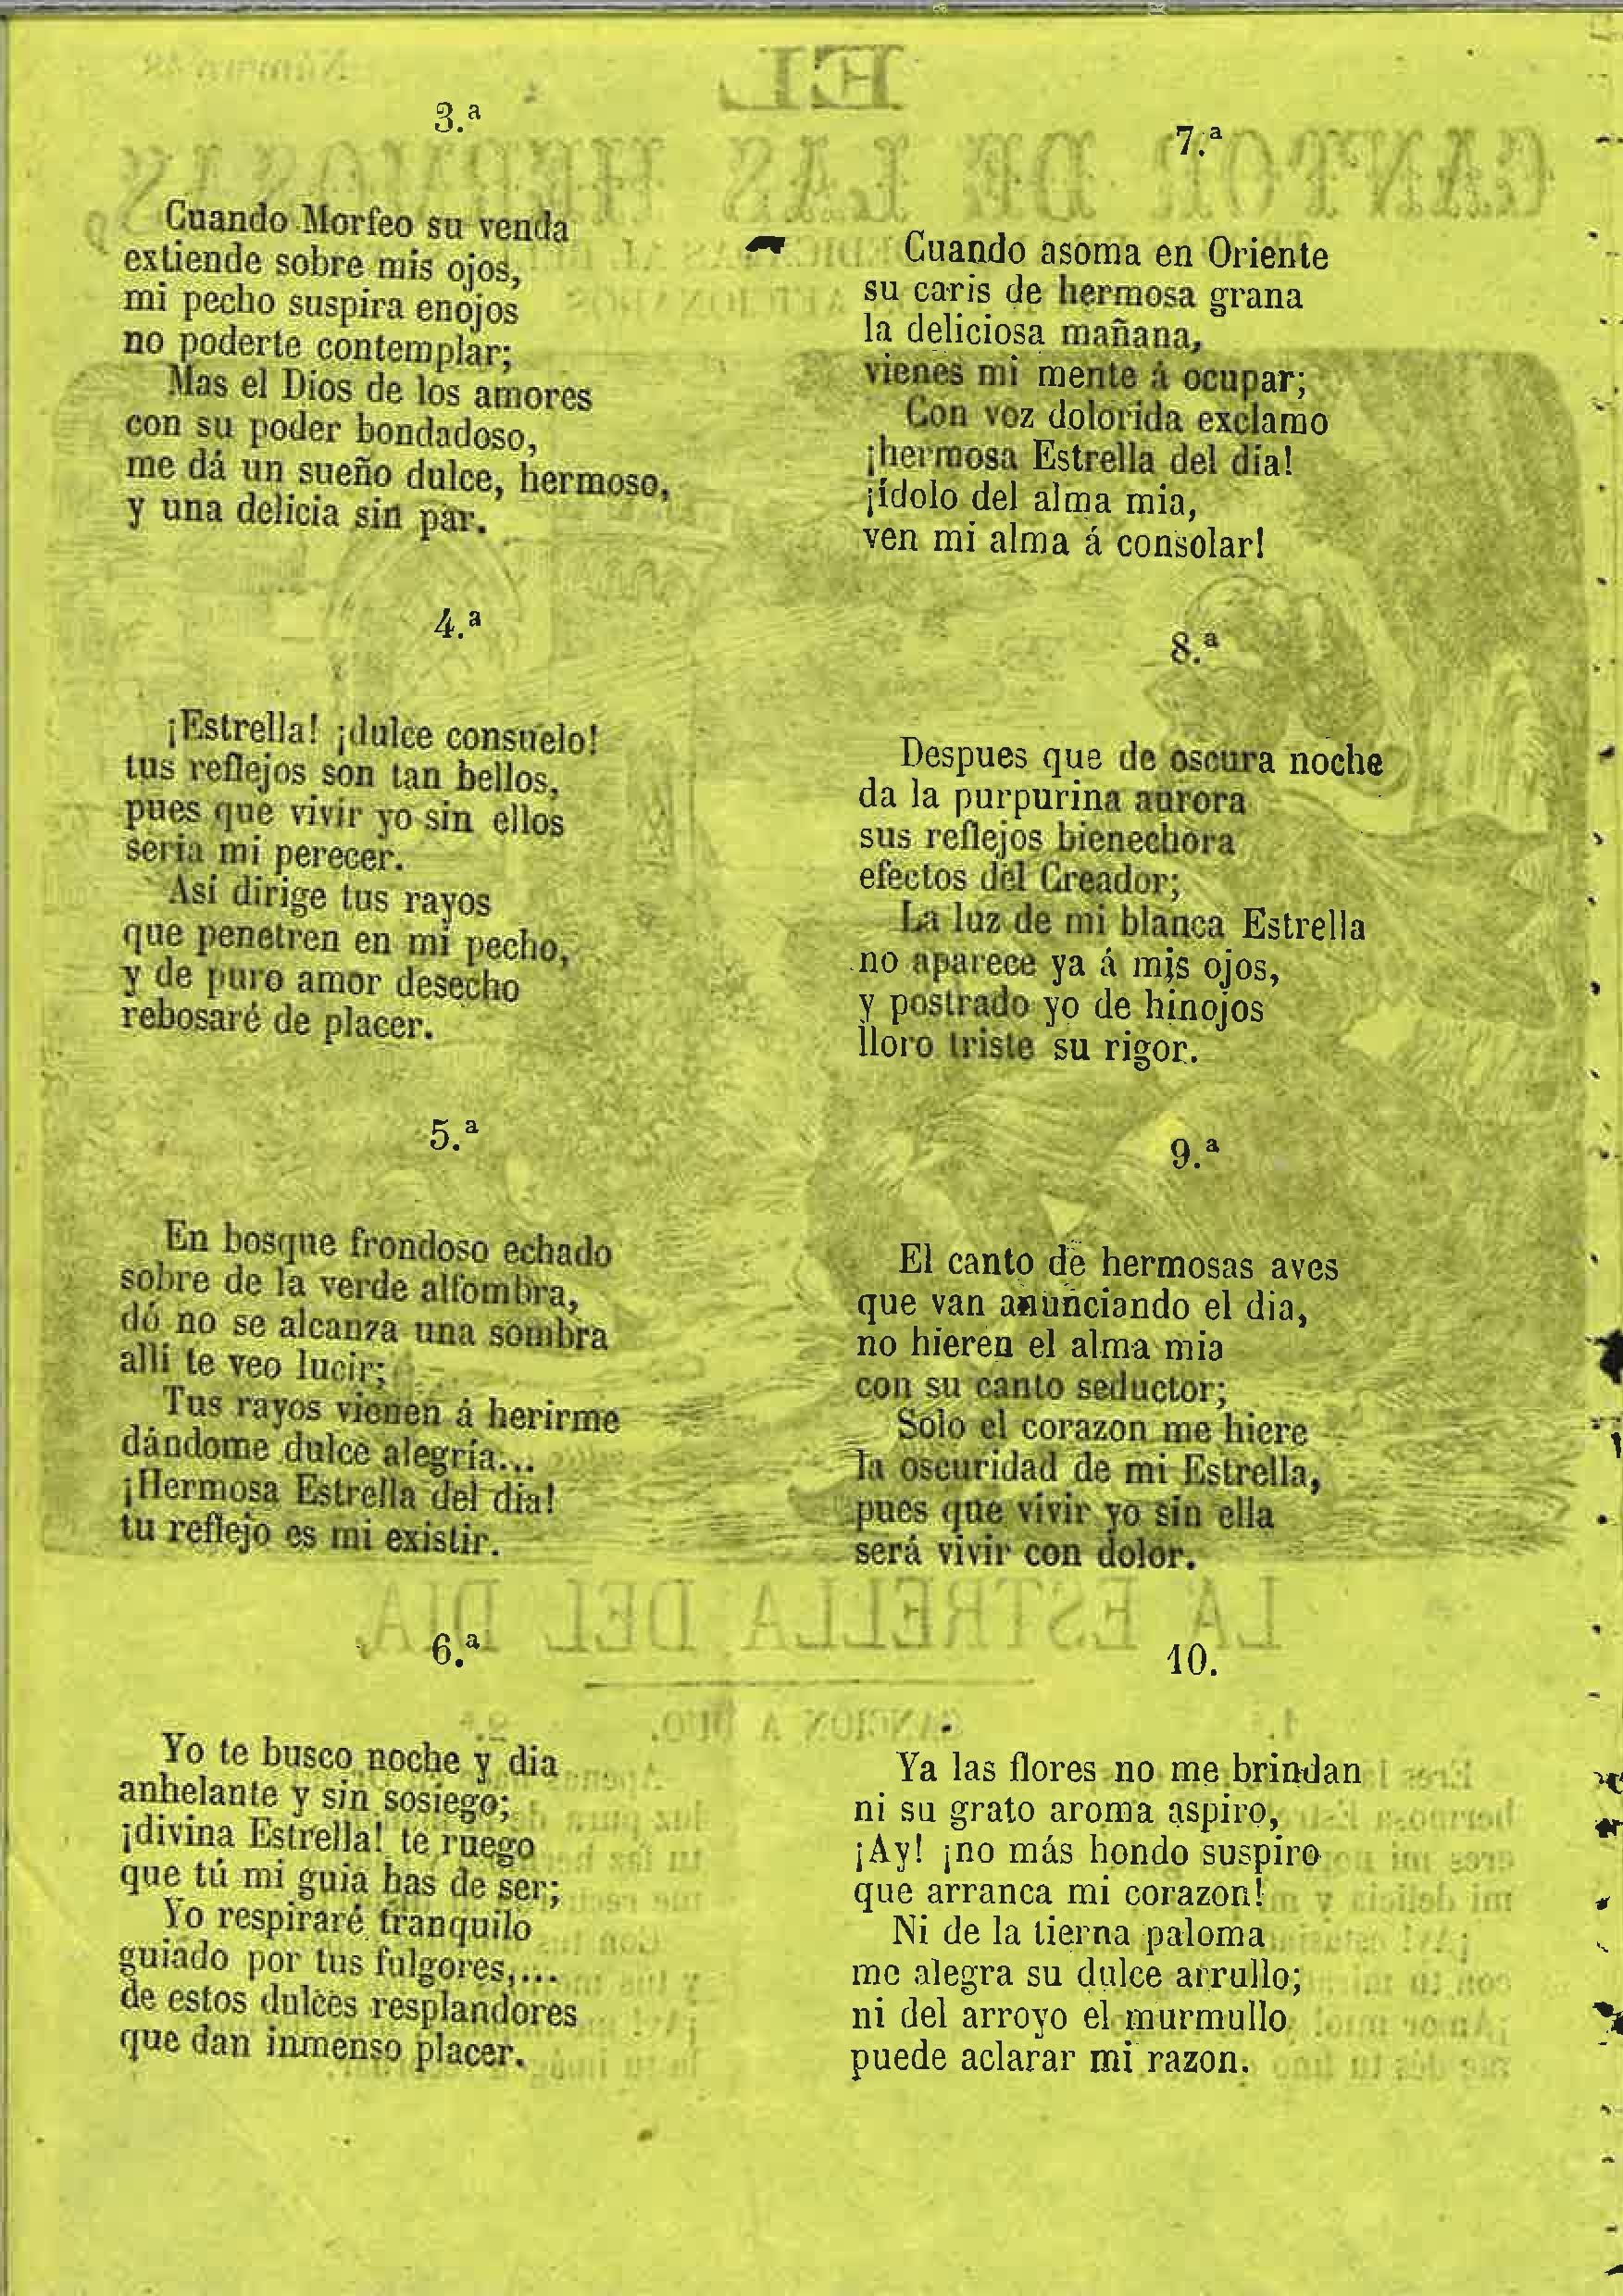 3.ª
Cuando Morfeo su venda
extiende sobre mis ojos,
mi pecho suspira enojos
no poderte contemplar;
Mas el Dios de los amores
con su poder bondadoso,
me dá un sueño dulce, hermoso,
y una delicia sin par.
4.ª
¡Estrella! ¡dulce consuelo!
tus reflejos son tan bellos,
pues que vivir yo sin ellos
seria mi perecer.
Así dirige tus rayos
que penetren en mi pecho,
y de puro amor desecho
rebosaré de placer.
5.ª
En bosque frondoso echado
sobre de la verde alfombra,
dó no se alcanza una sombra
allí te veo lucir;
Tus rayos vienen á herirme
dándome dulce alegría...
¡Hermosa Estrella del dia!
tu reflejo es mi existir.
6.ª
Yo te busco noche y dia
anhelante y sin sosiego;
¡divina Estrella! te ruego
que tú mi guia has de ser;
Yo respiraré tranquilo
guiado por tus fulgores,...
de estos dulces resplandores
que dan inmenso placer.
7.ª
Cuando asoma en Oriente
su caris de hermosa grana
la deliciosa mañana,
vienes mi mente á ocupar;
Con voz dolorida exclamo
¡hermosa Estrella del dia!
¡ídolo del alma mia,
ven mi alma á consolar!
8.ª
Despues que de oscura noche
da la purpurina aurora
sus reflejos bienechora
efectos del Creador;
La luz de mi blanca Estrella
no aparece ya á mis ojos,
y postrado yo de hinojos
lloro triste su rigor.
9.ª
El canto de hermosas aves
que van anunciando el dia,
no hieren el alma mia
con su canto seductor;
Solo el corazon me hiere
la oscuridad de mi Estrella,
pues que vivir yo sin ella
será vivir con dolor.
10.
Ya las flores no me brindan
ni su grato aroma aspiro,
¡Ay! ¡no más hondo suspiro
que arranca mi corazon!
Ni de la tierna paloma
me alegra su dulce arrullo;
ni del arroyo el murmullo
puede aclarar mi razon.